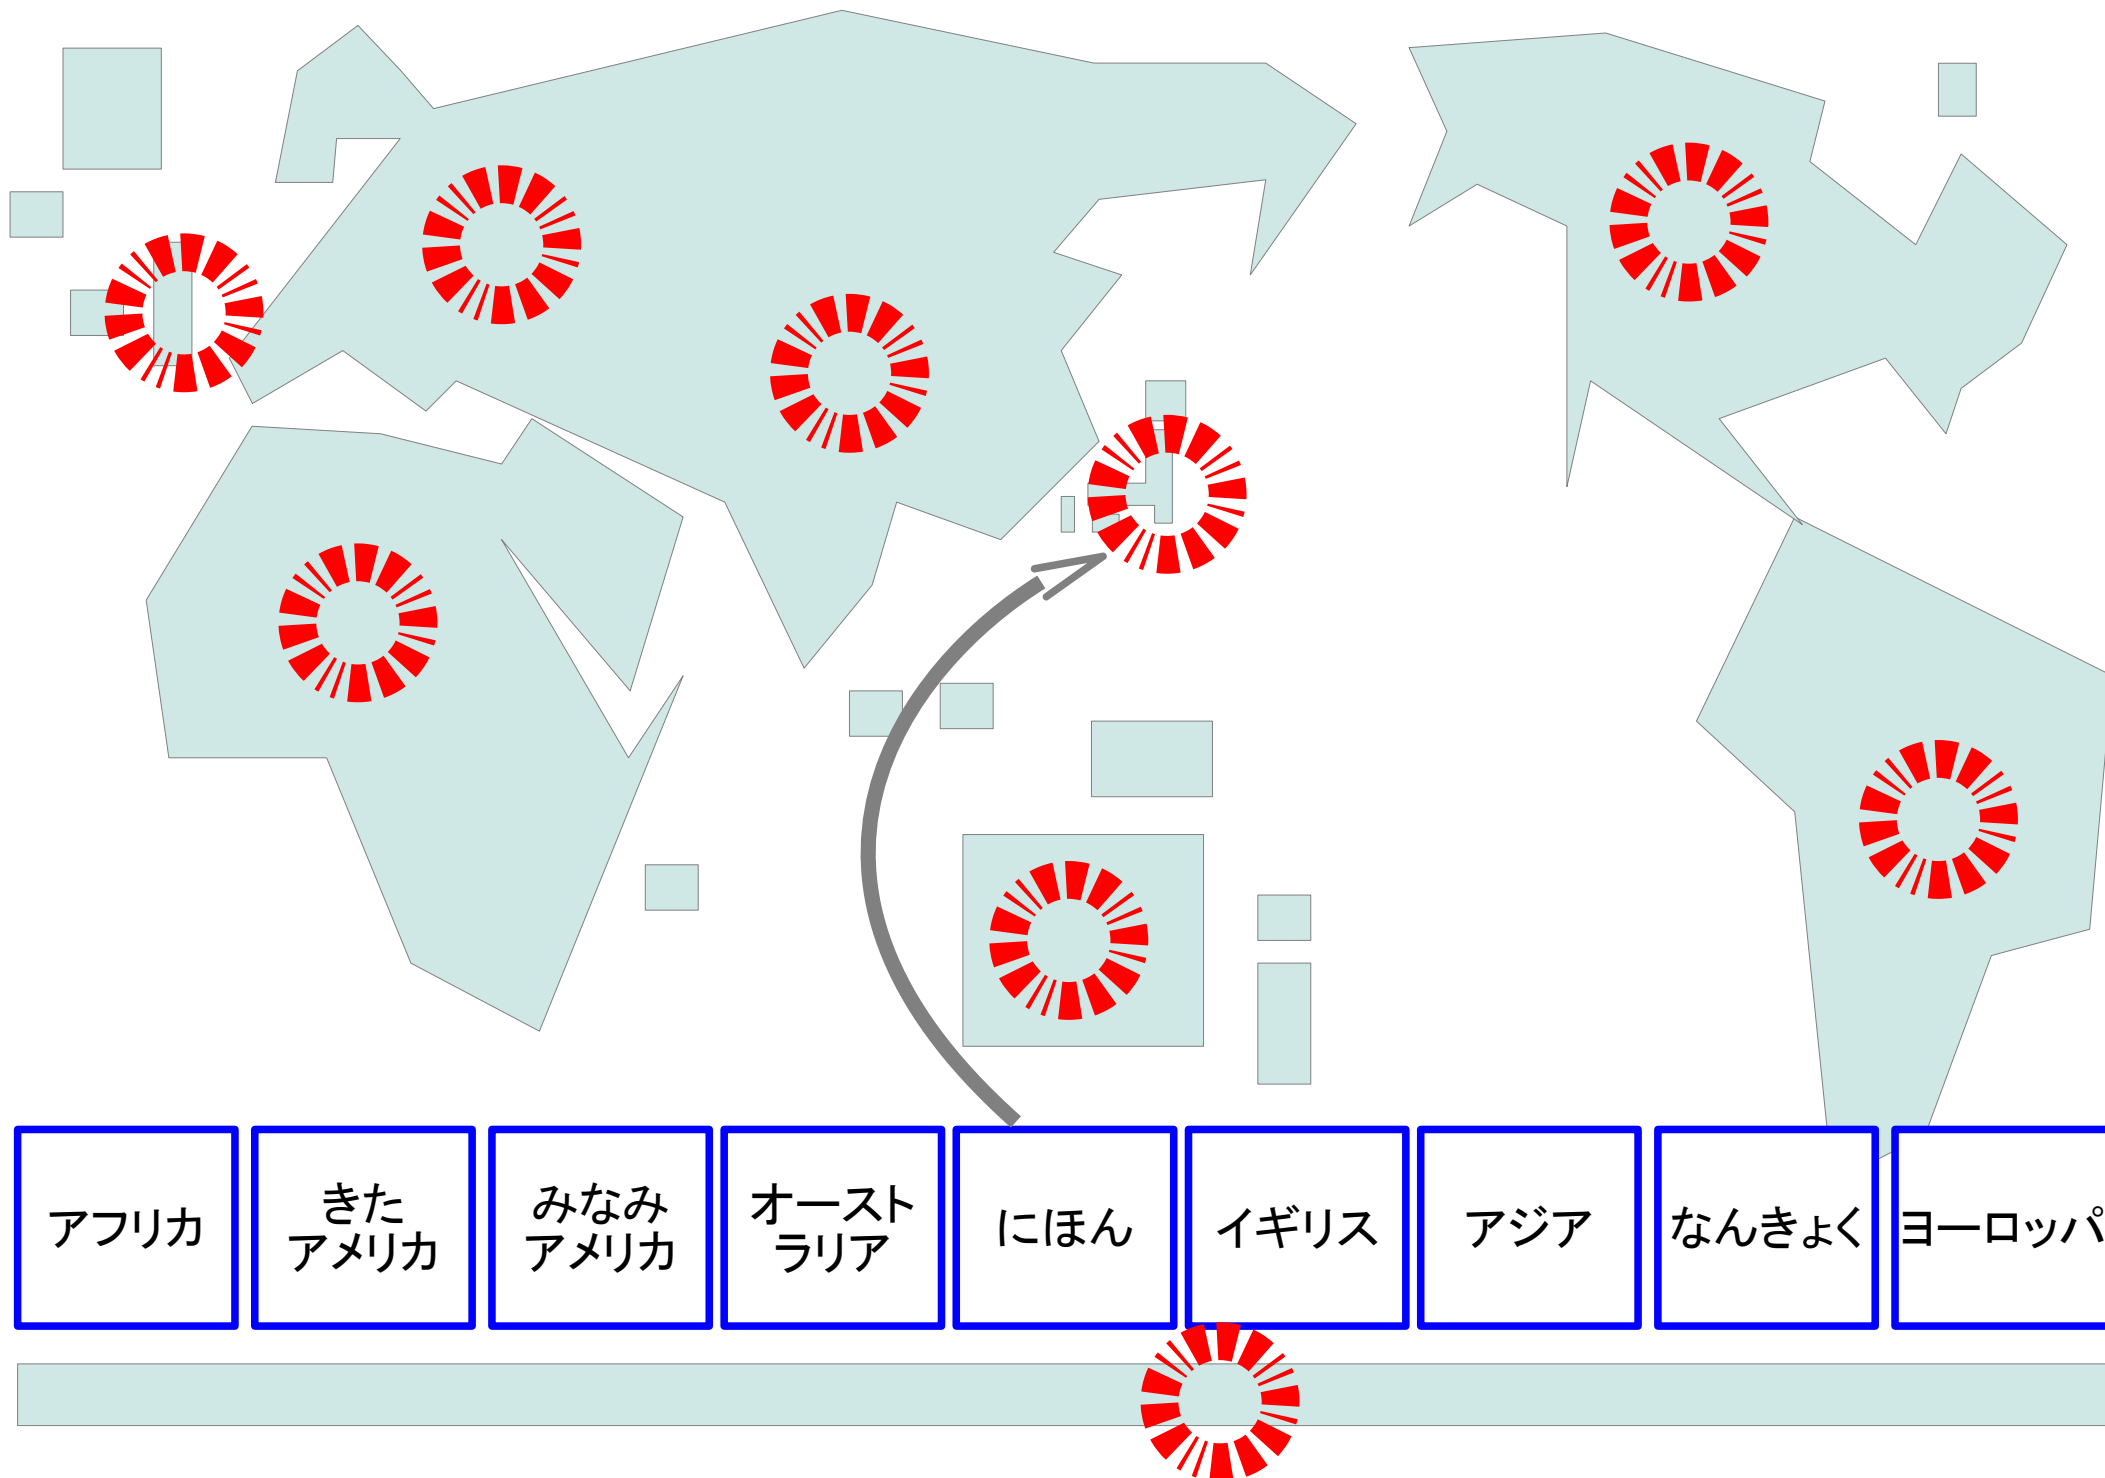 アフリカ
きた
アメリカ
みなみ
アメリカ
オースト
ラリア
にほん
イギリス
アジア
なんきょく
ヨーロッパ